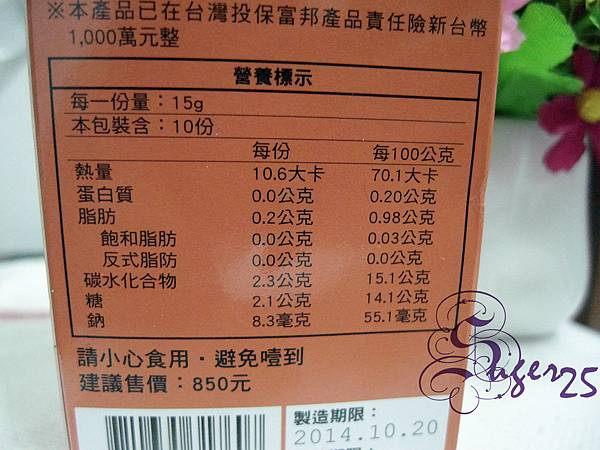 ※本產品已在台灣投保富邦產品責任險新台幣
1,000萬元整
營養標示
每一份量：15g
本包裝含：10份
每份 每100公克
熱量 10.6大卡 70.1大卡
蛋白質 0.0公克 0.20公克
脂肪 0.2公克 0.98公克
飽和脂肪 0.0公克 0.03公克
反式脂防 0.0公克 0.0公克
碳水化合物 2.3公克 15.1公克
糖 2.1公克 14.1公克
鈉 8.3毫克 55.1毫克
請小心食用・避免噎到
建議售價：850元
製造期限：
2014.10.20
Suger25